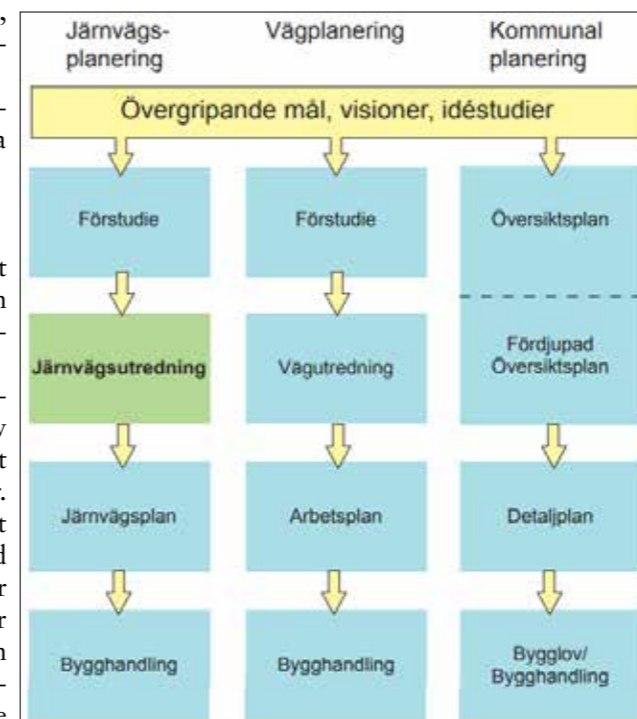 Järnvägs-
planering
Vägplanering
Kommunal
planering
Övergripande mål, visioner, idéstudier
Förstudie
Förstudie
Översiktsplan
Järnvägsutredning
Vägutredning
Fördjupad
Översiktsplan
Järnvägsplan
Arbetsplan
Detaljplan
Bygghandling
Bygghandling
Bygglov/
Bygghandling